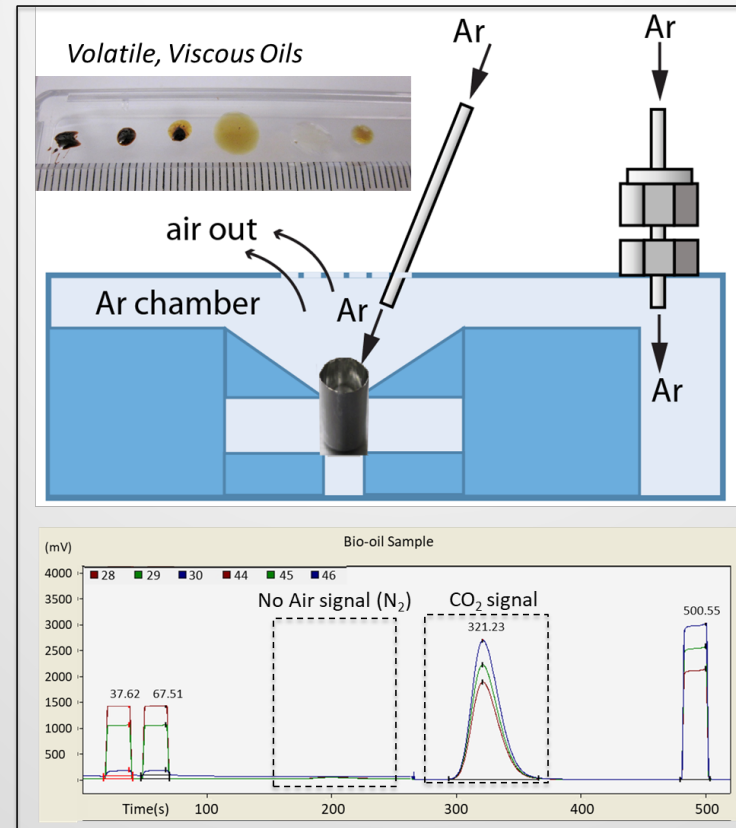 Volatile, Viscous Oils
Ar
Ar
air out
Ar chamber
Ar
Ar
Bio-oil Sample
(mV)
4000
28 29 30 44 45 46
3500
No Air signal (N₂)
CO₂ signal
3000
321.23
500.55
2500
2000
1500
37.62 67.51
1000
500
Time(s) 100 200 300 400 500